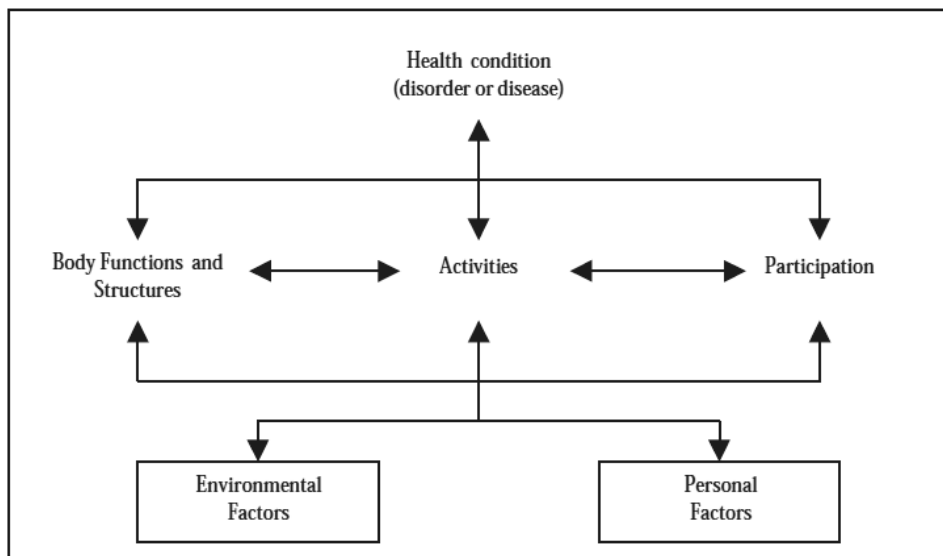 Health condition
(disorder or disease)
Body Functions and
Structures
Activities
Participation
Environmental
Factors
Personal
Factors